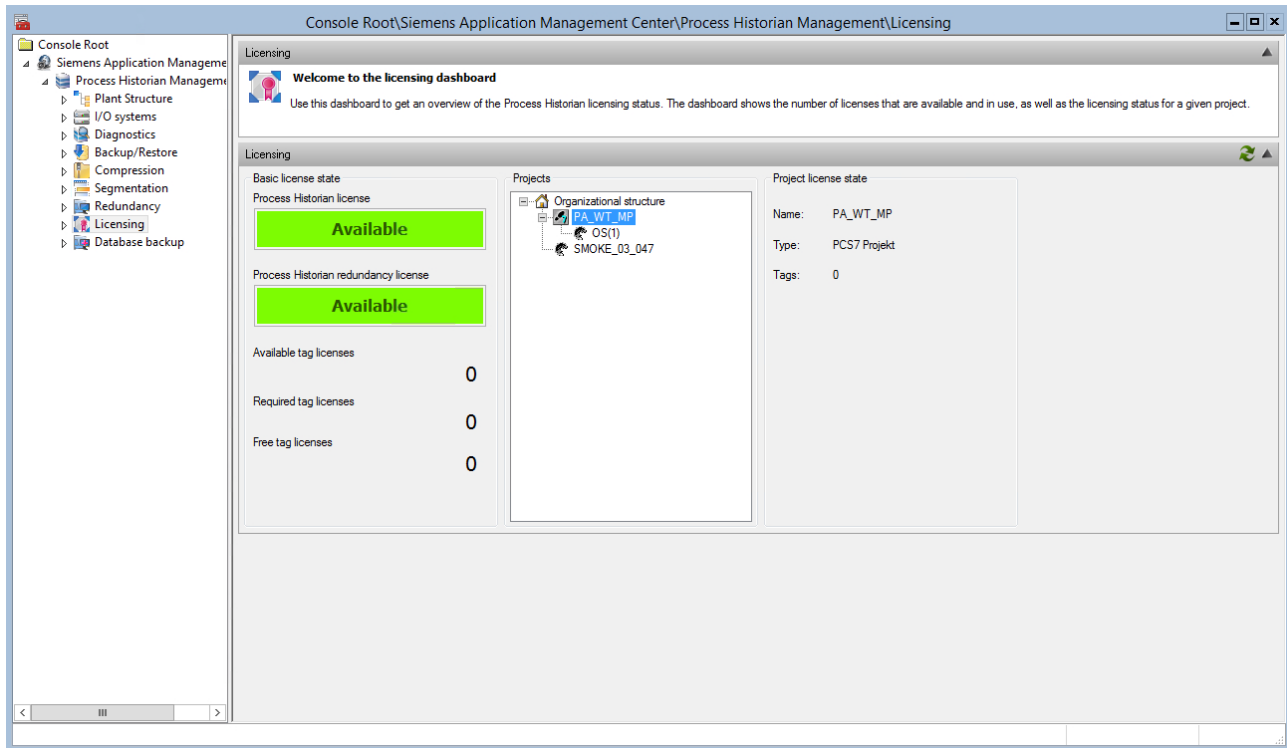 Console Root\Siemens Application Management Center\Process Historian Management\Licensing
Console Root
Siemens Application Manageme
Process Historian Manageme
Plant Structure
I/O systems
Diagnostics
Backup/Restore
Compression
Segmentation
Redundancy
Licensing
Database backup
Licensing
Welcome to the licensing dashboard
Use this dashboard to get an overview of the Process Historian licensing status. The dashboard shows the number of licenses that are available and in use, as well as the licensing status for a given project.
Licensing
Basic license state
Process Historian license
Available
Process Historian redundancy license
Available
Available tag licenses
0
Required tag licenses
0
Free tag licenses
0
Projects
Organizational structure
PA_WT_MP
OS(1)
SMOKE_03_047
Project license state
Name: PA_WT_MP
Type: PCS7 Projekt
Tags: 0